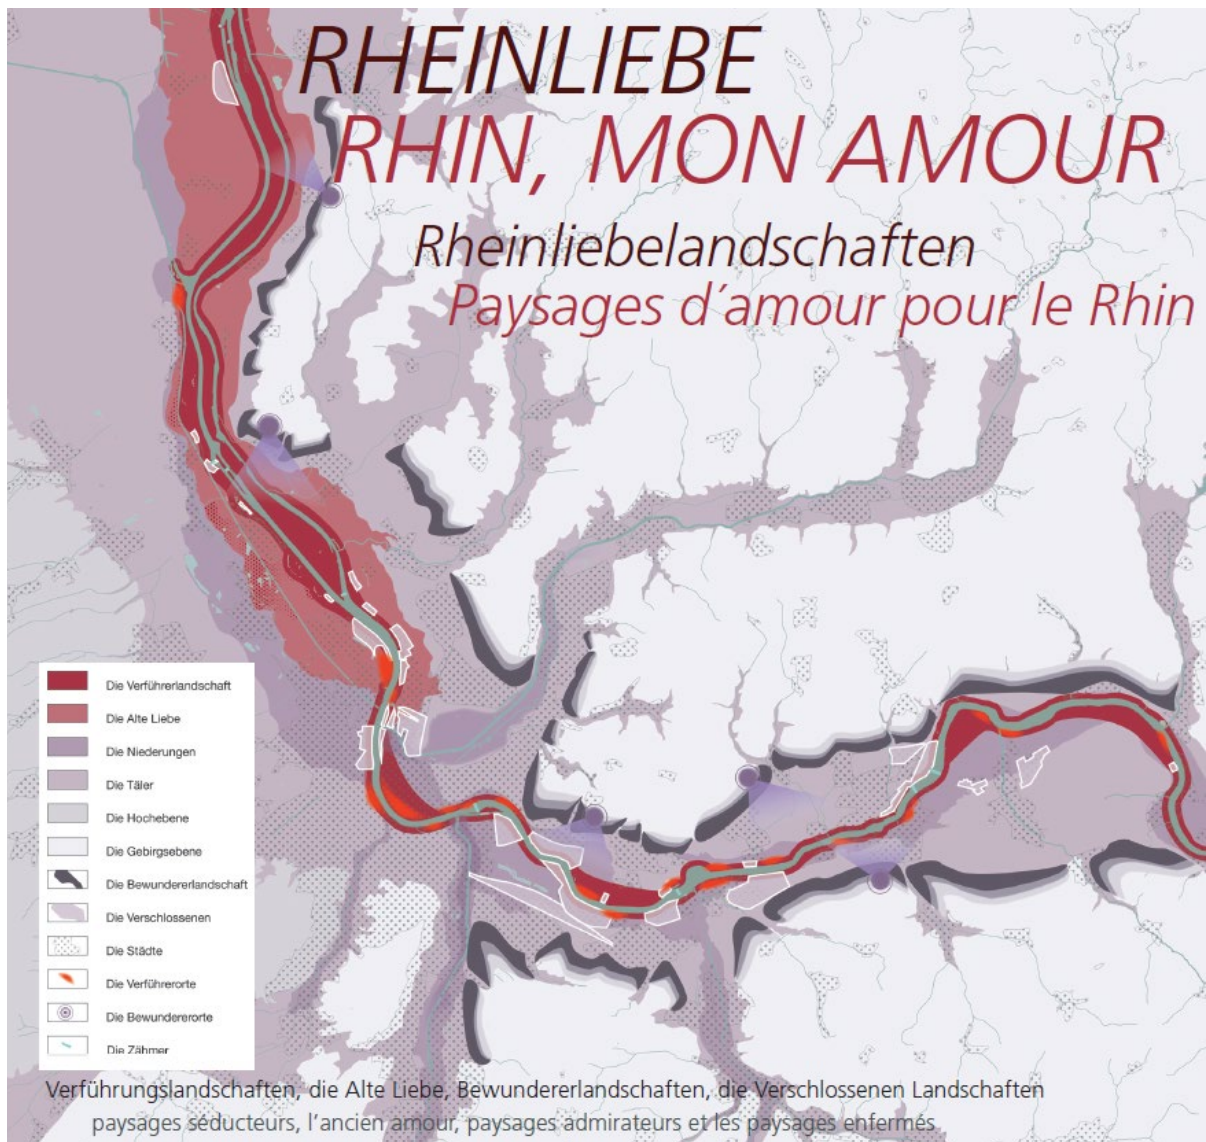 RHEINLIEBE
RHIN, MON AMOUR
Rheinliebelandschaften
Paysages d´amour pour le Rhin
Die Verführerlandschaft
Die Alte Liebe
Die Niederungen
Die Täler
Die Hochebene
Die Gebirgsebene
Die Bewundererlandschaft
Die Verschlossenen
Die Städte
Die Verführorte
Die Bewundererorte
Die Zähmer
Verführungslandschaften, die Alte Liebe, Bewundererlandschaften, die Verschlossenen Landschaften
paysages séducteurs, l’ancien amour, paysages admirateurs et les paysages enfermés